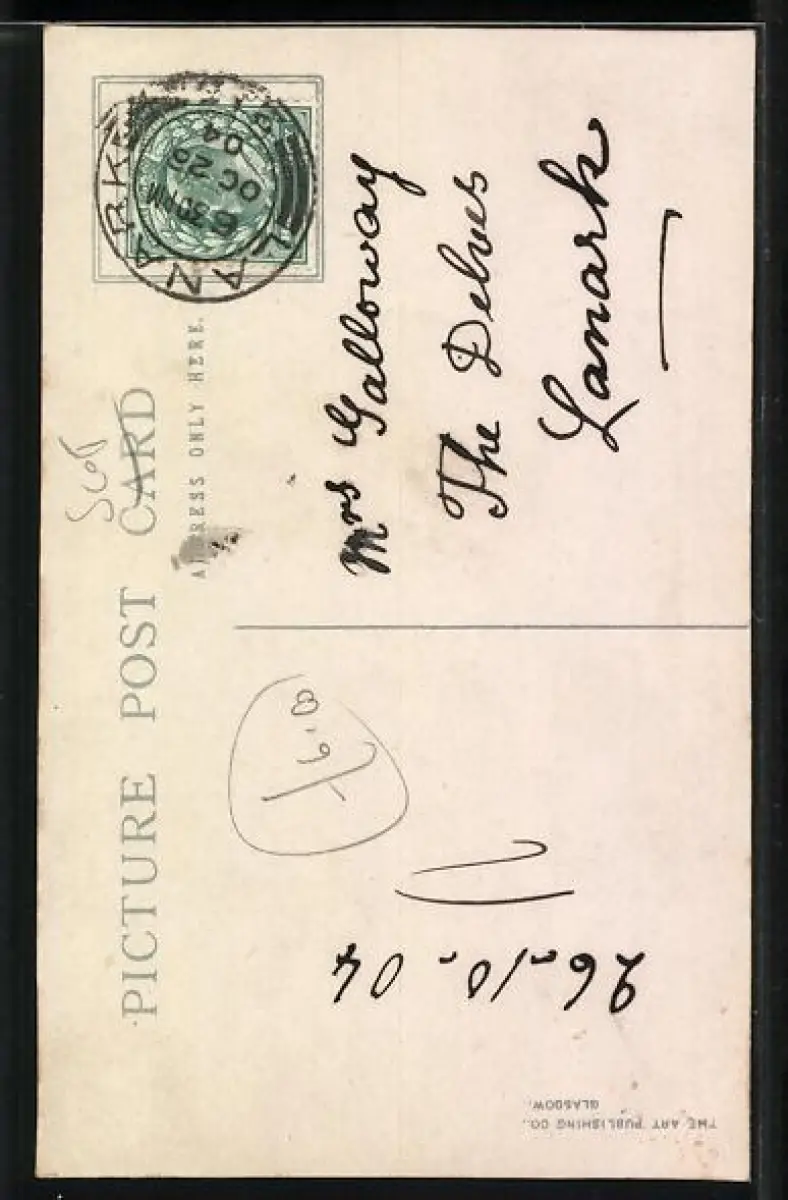 PICTURE POST CARD
ADDRESS ONLY HERE.
LANARK
6 30 PM
OC 26
04
Mrs Galloway
The Delves
Lanark
26.10.04
THE ART PUBLISHING CO.,
GLASGOW.